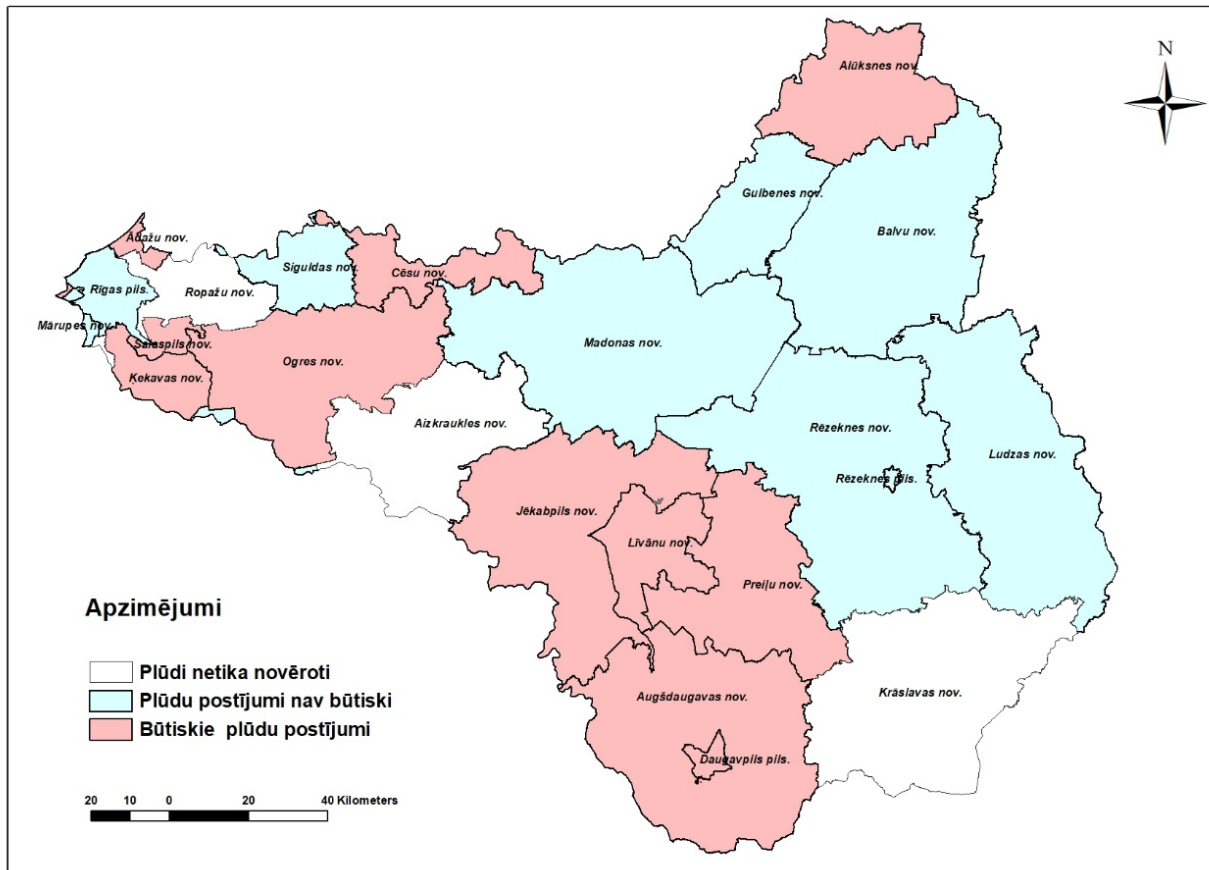 N
Alūksnes nov.
Gulbenes nov.
Balvu nov.
Ādažu nov.
Siguldas nov.
Cēsu nov.
Rīgas pils.
Ropažu nov.
Mārupes nov.
Salaspils nov.
Madonas nov.
Ogres nov.
Ķekavas nov.
Aizkraukles nov.
Rēzeknes nov.
Ludzas nov.
Rēzeknes pils.
Jēkabpils nov.
Līvānu nov.
Preiļu nov.
Krāslavas nov.
Augšdaugavas nov.
Daugavpils pils.
Apzimējumi
Plūdi netika novēroti
Plūdu postījumi nav būtiski
Būtiskie plūdu postījumi
20 10 0 20 40 Kilometers